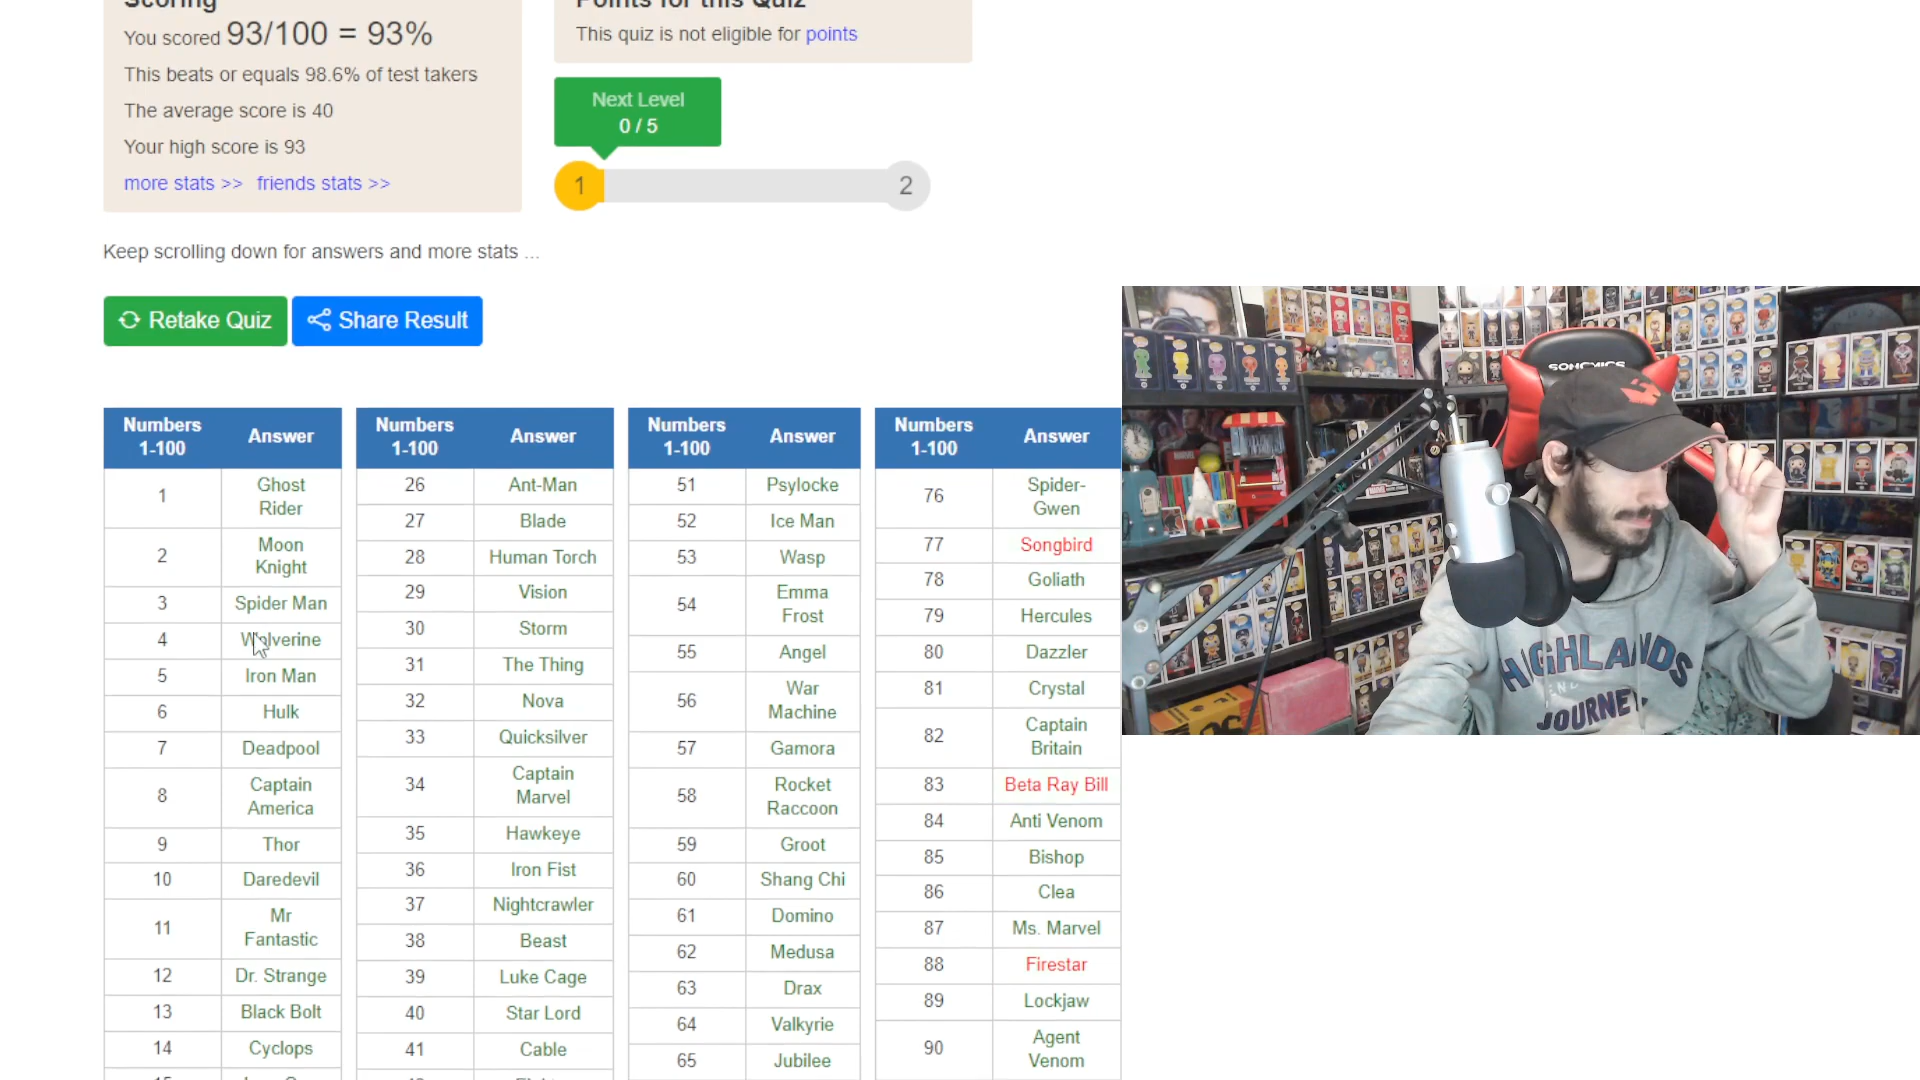 Scoring
You scored 93/100 = 93%
This beats or equals 98.6% of test takers
The average score is 40
Your high score is 93
more stats >> friends stats >>
Points for this Quiz
This quiz is not eligible for points
Next Level
0 / 5
1
2
Keep scrolling down for answers and more stats ...
Retake Quiz
Share Result
Numbers
1-100
Answer
1
Ghost
Rider
2
Moon
Knight
3 Spider Man
4 Wolverine
5 Iron Man
6 Hulk
7 Deadpool
8
Captain
America
9 Thor
10 Daredevil
11
Mr
Fantastic
12 Dr. Strange
13 Black Bolt
14 Cyclops
Numbers
1-100
Answer
26 Ant-Man
27 Blade
28 Human Torch
29 Vision
30 Storm
31 The Thing
32 Nova
33 Quicksilver
34
Captain
Marvel
35 Hawkeye
36 Iron Fist
37 Nightcrawler
38 Beast
39 Luke Cage
40 Star Lord
41 Cable
Numbers
1-100
Answer
51 Psylocke
52 Ice Man
53 Wasp
54
Emma
Frost
55 Angel
56
War
Machine
57 Gamora
58
Rocket
Raccoon
59 Groot
60 Shang Chi
61 Domino
62 Medusa
63 Drax
64 Valkyrie
65 Jubilee
Numbers
1-100
Answer
76
Spider-
Gwen
77 Songbird
78 Goliath
79 Hercules
80 Dazzler
81 Crystal
82
Captain
Britain
83 Beta Ray Bill
84 Anti Venom
85 Bishop
86 Clea
87 Ms. Marvel
88 Firestar
89 Lockjaw
90
Agent
Venom
HIGHLANDS
JOURNEY